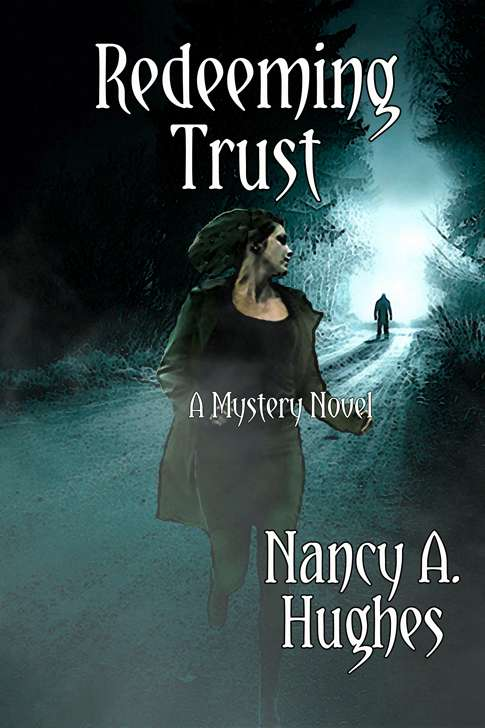 Redeeming
Trust
A Mystery Novel
Nancy A.
Hughes